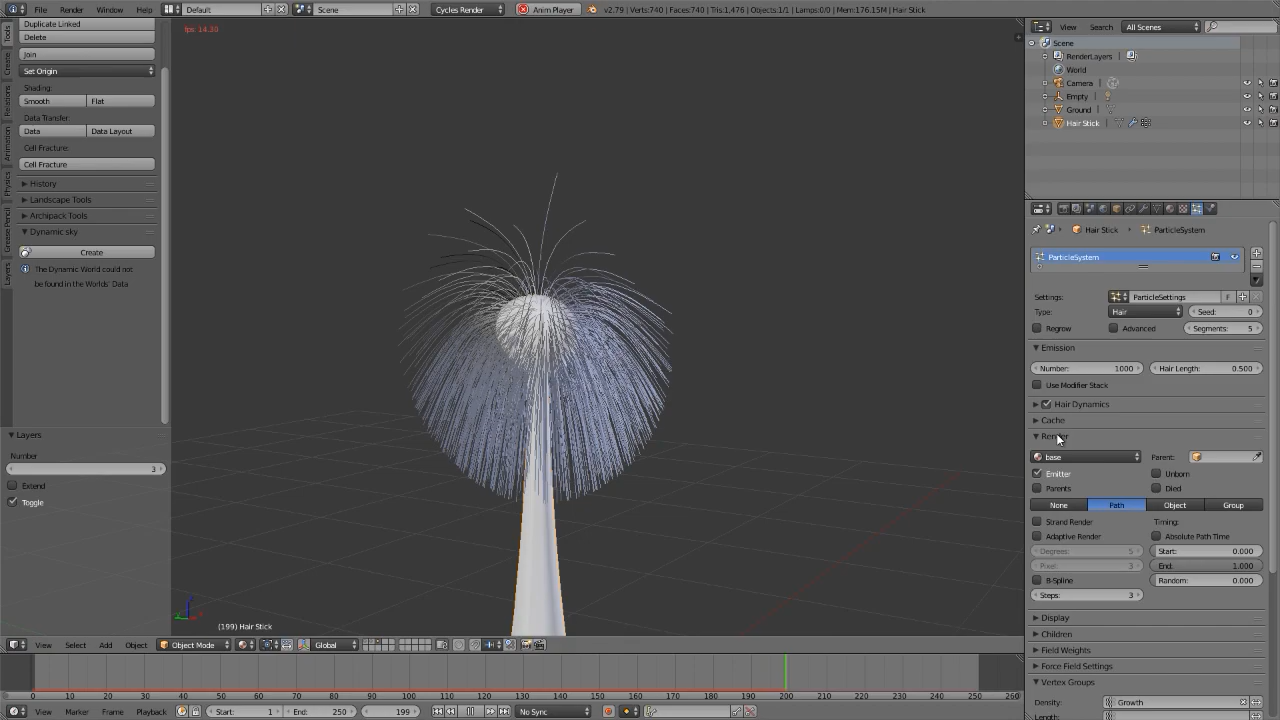 File Render Window Help Default Scene Cycles Render Anim Player v2.79 | Verts:740 | Faces:740 | Tris:1,476 | Objects:1/1 | Lamps:0/0 | Mem:176.15M | Hair Stick
Tools
Create
Relations
Animation
Physics
Grease Pencil
Layers
Duplicate Linked
Delete
Join
Set Origin
Shading:
Smooth Flat
Data Transfer:
Data Data Layout
Cell Fracture:
Cell Fracture
History
Landscape Tools
Archipack Tools
Dynamic sky
Create
The Dynamic World could not
be found in the Worlds' Data
Layers
Number
3
Extend
Toggle
fps: 14.30
(199) Hair Stick
View Select Add Object Object Mode Global
0 10 20 30 40 50 60 70 80 90 100 110 120 130 140 150 160 170 180 190 200 210 220 230 240 250 260
View Marker Frame Playback Start: 1 End: 250 199 No Sync
View Search All Scenes
Scene
RenderLayers
World
Camera
Empty
Ground
Hair Stick
Hair Stick ParticleSystem
ParticleSystem
Settings: ParticleSettings F
Type: Hair Seed: 0
Regrow Advanced Segments: 5
Emission
Number: 1000 Hair Length: 0.500
Use Modifier Stack
Hair Dynamics
Cache
Render
base Parent:
Emitter Unborn
Parents Died
None Path Object Group
Strand Render Timing:
Adaptive Render Absolute Path Time
Degrees: 5 Start: 0.000
Pixel: 3 End: 1.000
B-Spline Random: 0.000
Steps: 3
Display
Children
Field Weights
Force Field Settings
Vertex Groups
Density: Growth
Length: